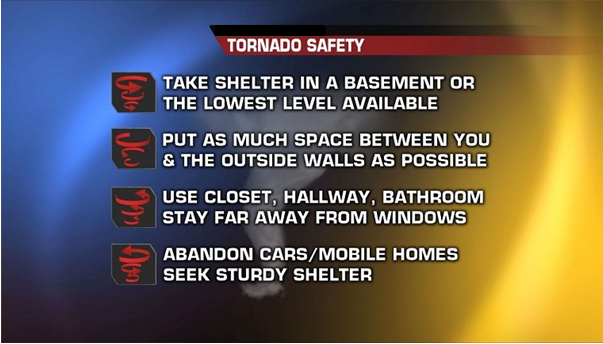 TORNADO SAFETY
TAKE SHELTER IN A BASEMENT OR
THE LOWEST LEVEL AVAILABLE
PUT AS MUCH SPACE BETWEEN YOU
& THE OUTSIDE WALLS AS POSSIBLE
USE CLOSET, HALLWAY, BATHROOM
STAY FAR AWAY FROM WINDOWS
ABANDON CARS/MOBILE HOMES
SEEK STURDY SHELTER